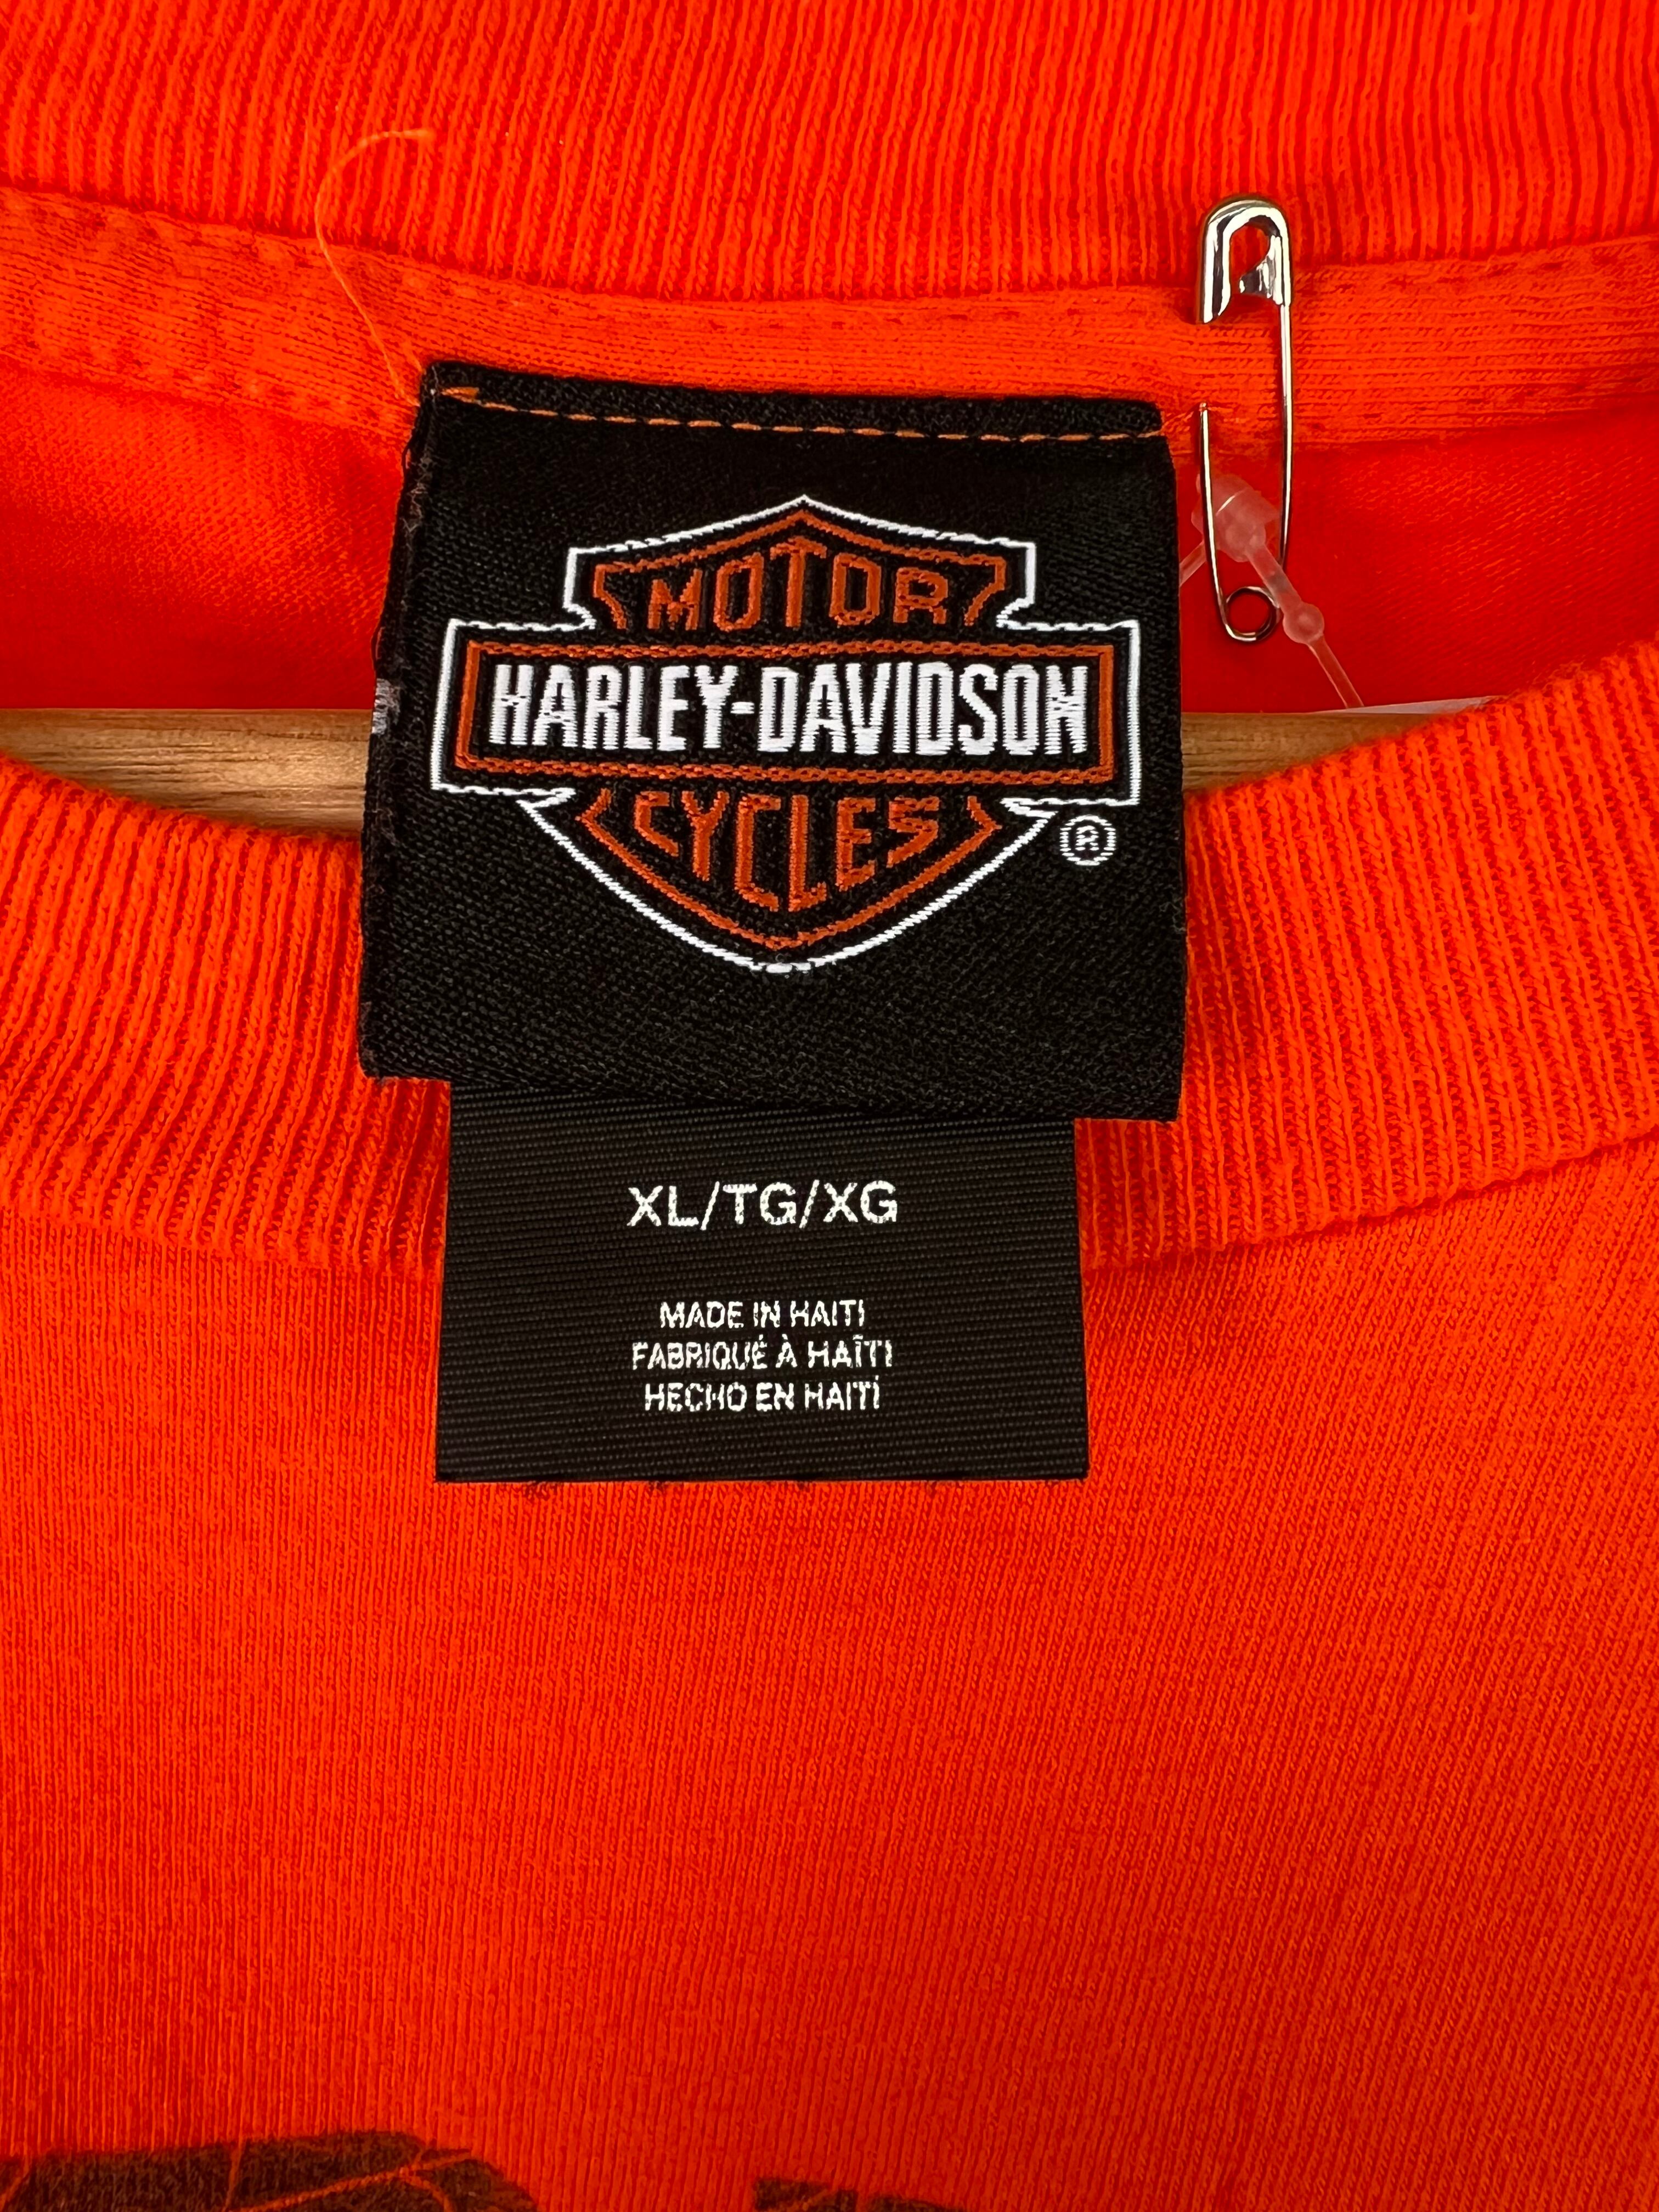 MOTOR
HARLEY-DAVIDSON
CYCLES
®
XL/TG/XG
MADE IN HAITI
FABRIQUÉ À HAÏTI
HECHO EN HAITÍ